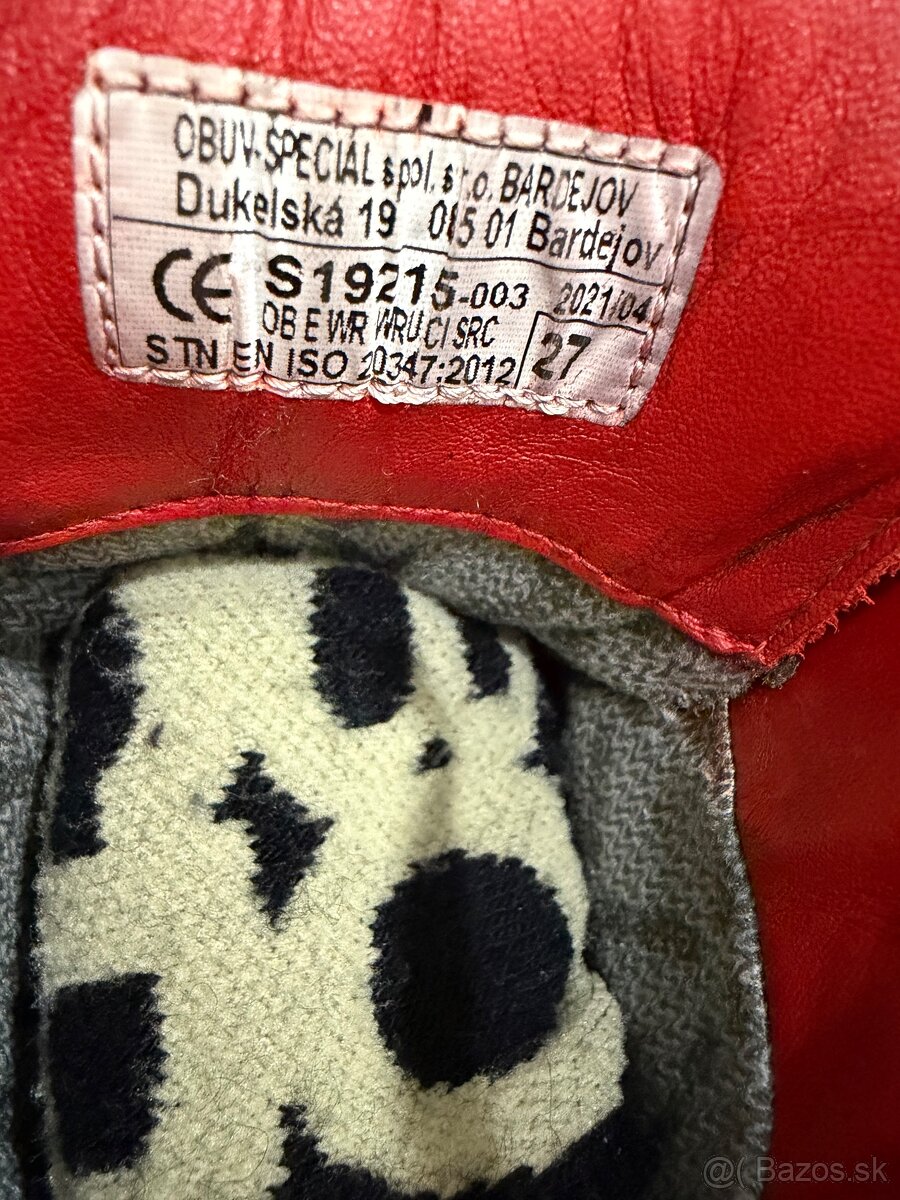 OBUV-ŠPECIÁL spol. s r.o. BARDEJOV
Dukelská 19 085 01 Bardejov
CE S19215-003 2021/04
OB E WR WRU CI SRC
STN EN ISO 20347:2012 27
@( Bazos.sk